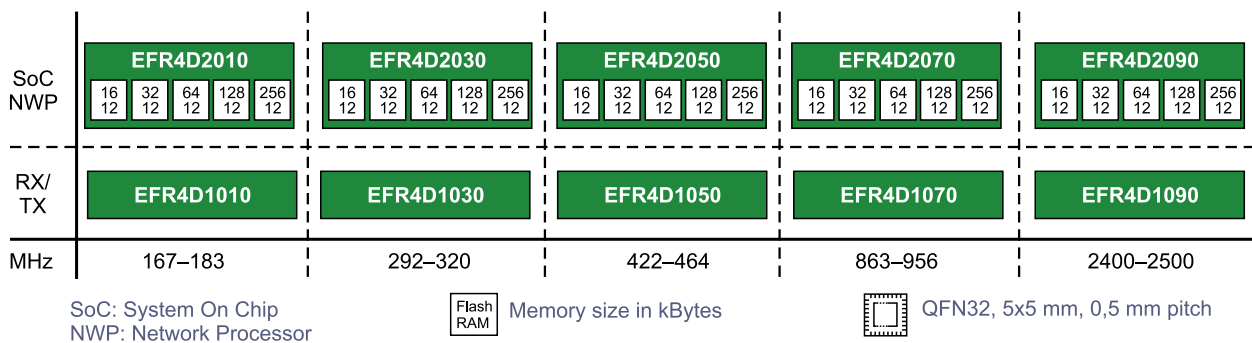 SoC
NWP
EFR4D2010
16 32 64 128 256
12 12 12 12 12
EFR4D2030
16 32 64 128 256
12 12 12 12 12
EFR4D2050
16 32 64 128 256
12 12 12 12 12
EFR4D2070
16 32 64 128 256
12 12 12 12 12
EFR4D2090
16 32 64 128 256
12 12 12 12 12
RX/
TX
EFR4D1010
EFR4D1030
EFR4D1050
EFR4D1070
EFR4D1090
MHz
167–183
292–320
422–464
863–956
2400–2500
SoC: System On Chip
NWP: Network Processor
Flash
RAM
Memory size in kBytes
QFN32, 5x5 mm, 0,5 mm pitch